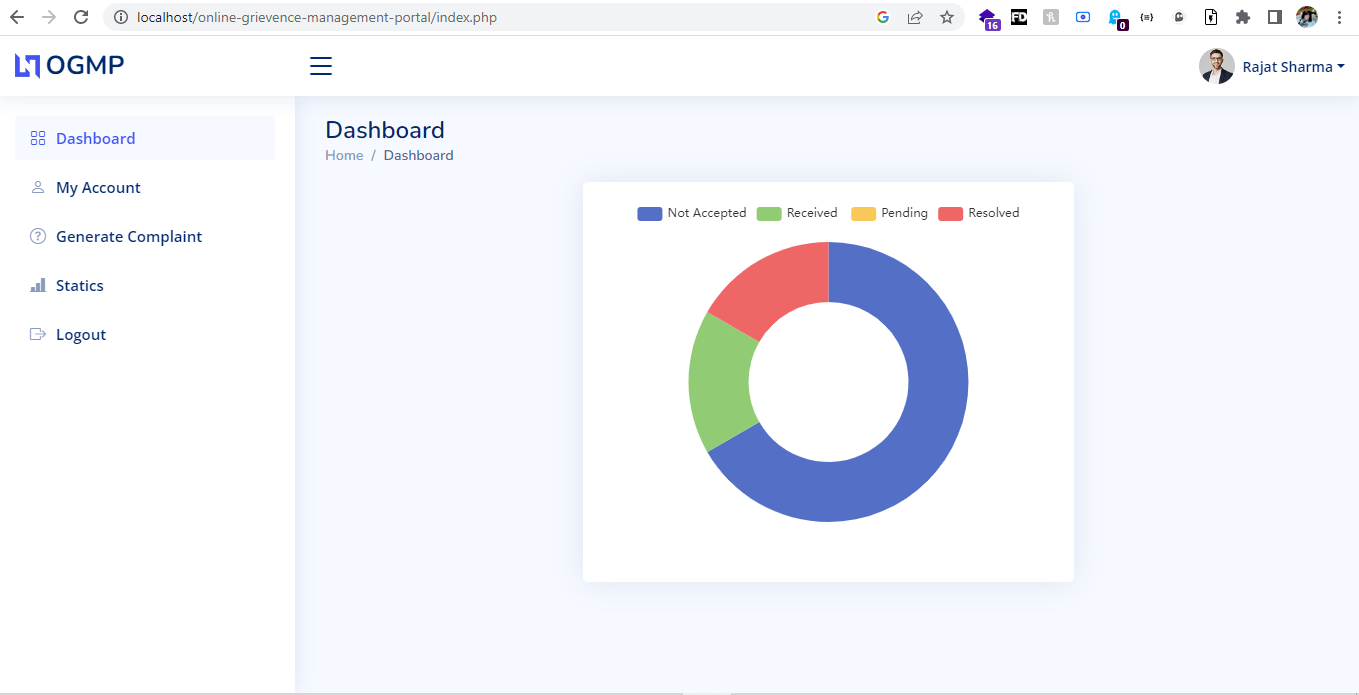 localhost/online-grievence-management-portal/index.php
16
FD
0
OGMP
Rajat Sharma
Dashboard
My Account
Generate Complaint
Statics
Logout
Dashboard
Home / Dashboard
Not Accepted Received Pending Resolved